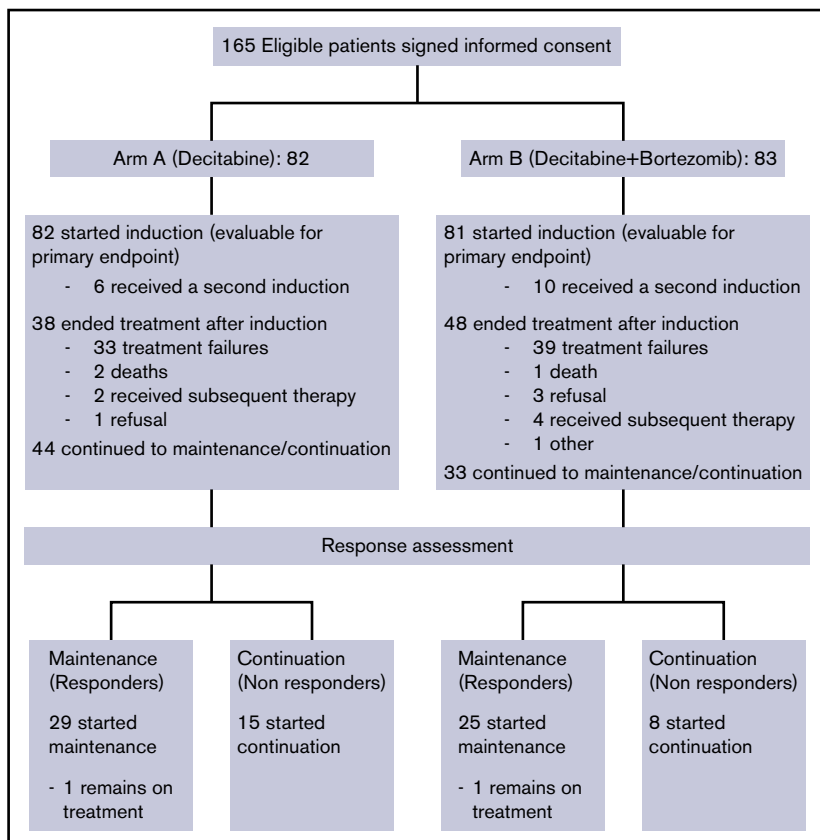 165 Eligible patients signed informed consent
Arm A (Decitabine): 82
Arm B (Decitabine+Bortezomib): 83
82 started induction (evaluable for
primary endpoint)
- 6 received a second induction
38 ended treatment after induction
- 33 treatment failures
- 2 deaths
- 2 received subsequent therapy
- 1 refusal
44 continued to maintenance/continuation
81 started induction (evaluable for
primary endpoint)
- 10 received a second induction
48 ended treatment after induction
- 39 treatment failures
- 1 death
- 3 refusal
- 4 received subsequent therapy
- 1 other
33 continued to maintenance/continuation
Response assessment
Maintenance
(Responders)
29 started
maintenance
- 1 remains on
treatment
Continuation
(Non responders)
15 started
continuation
Maintenance
(Responders)
25 started
maintenance
- 1 remains on
treatment
Continuation
(Non responders)
8 started
continuation